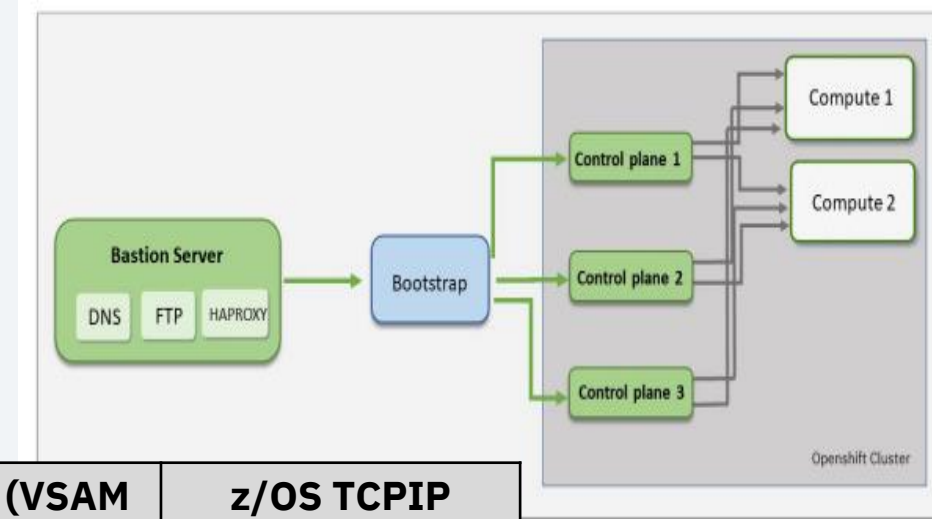 Compute 1
Control plane 1
Compute 2
Bastion Server
DNS FTP HAPROXY
Bootstrap
Control plane 2
Control plane 3
Openshift Cluster
(VSAM z/OS TCPIP